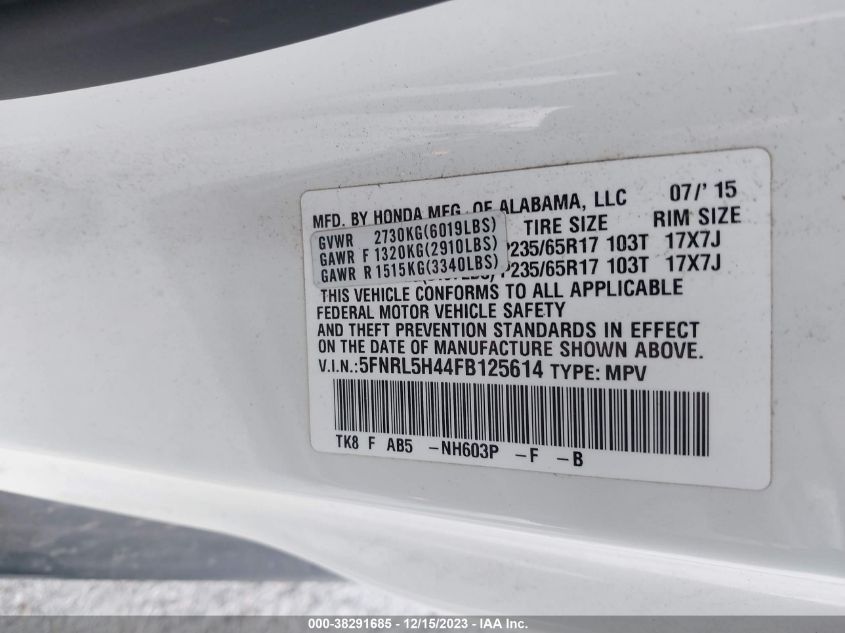 MFD. BY HONDA MFG. OF ALABAMA, LLC 07/'15
TIRE SIZE RIM SIZE
GVWR 2730KG(6019LBS)
GAWR F 1320KG(2910LBS) P235/65R17 103T 17X7J
GAWR R 1515KG(3340LBS) P235/65R17 103T 17X7J
THIS VEHICLE CONFORMS TO ALL APPLICABLE
FEDERAL MOTOR VEHICLE SAFETY
AND THEFT PREVENTION STANDARDS IN EFFECT
ON THE DATE OF MANUFACTURE SHOWN ABOVE.
V.I.N.:5FNRL5H44FB125614 TYPE: MPV
TK8 F AB5 -NH603P -F -B
000-38291685 - 12/15/2023 - IAA Inc.